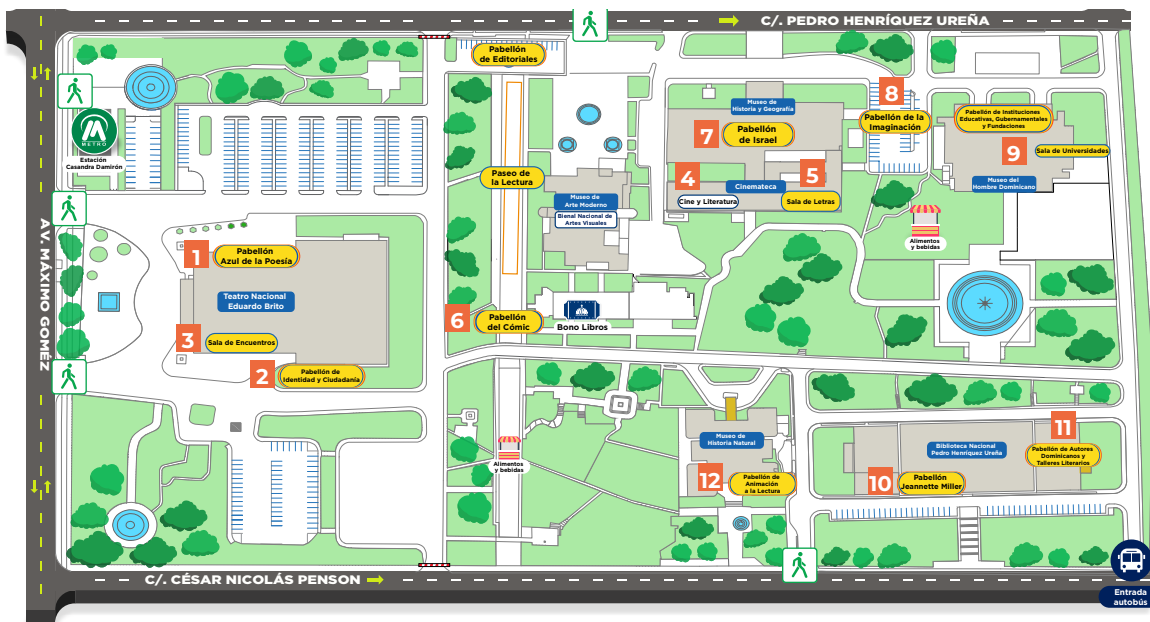 C/. PEDRO HENRÍQUEZ UREÑA
Pabellón
de Editoriales
METRO
Estación
Casandra Damirón
AV. MÁXIMO GOMÉZ
8
Pabellón de la
Imaginación
Museo de
Historia y Geografía
7
Pabellón
de Israel
Pabellón de Instituciones
Educativas, Gubernamentales
y Fundaciones
9
Sala de Universidades
Museo del
Hombre Dominicano
Paseo de
la Lectura
4
Cinemateca
5
Cine y Literatura
Sala de Letras
Museo de
Arte Moderno
Bienal Nacional de
Artes Visuales
Alimentos
y bebidas
1
Pabellón
Azul de la Poesía
Teatro Nacional
Eduardo Brito
3
Sala de Encuentros
2
Pabellón de
Identidad y Ciudadanía
6
Pabellón
del Cómic
Bono Libros
Alimentos
y bebidas
Museo de
Historia Natural
12
Pabellón de
Animación
a la Lectura
Biblioteca Nacional
Pedro Henríquez Ureña
11
Pabellón de Autores
Dominicanos y
Talleres Literarios
10
Pabellón
Jeannette Miller
C/. CÉSAR NICOLÁS PENSON
Entrada
autobús